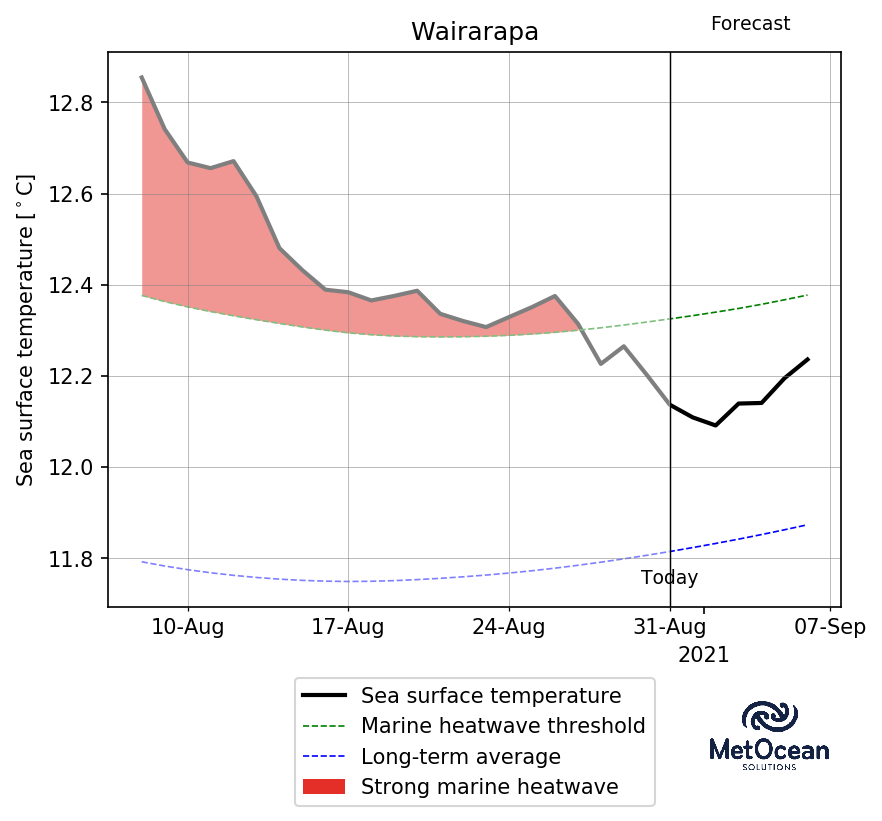 Wairarapa
Forecast
Sea surface temperature [°C]
12.8
12.6
12.4
12.2
12.0
11.8
Today
10-Aug
17-Aug
24-Aug
31-Aug
07-Sep
2021
Sea surface temperature
Marine heatwave threshold
Long-term average
Strong marine heatwave
MetOcean
SOLUTIONS